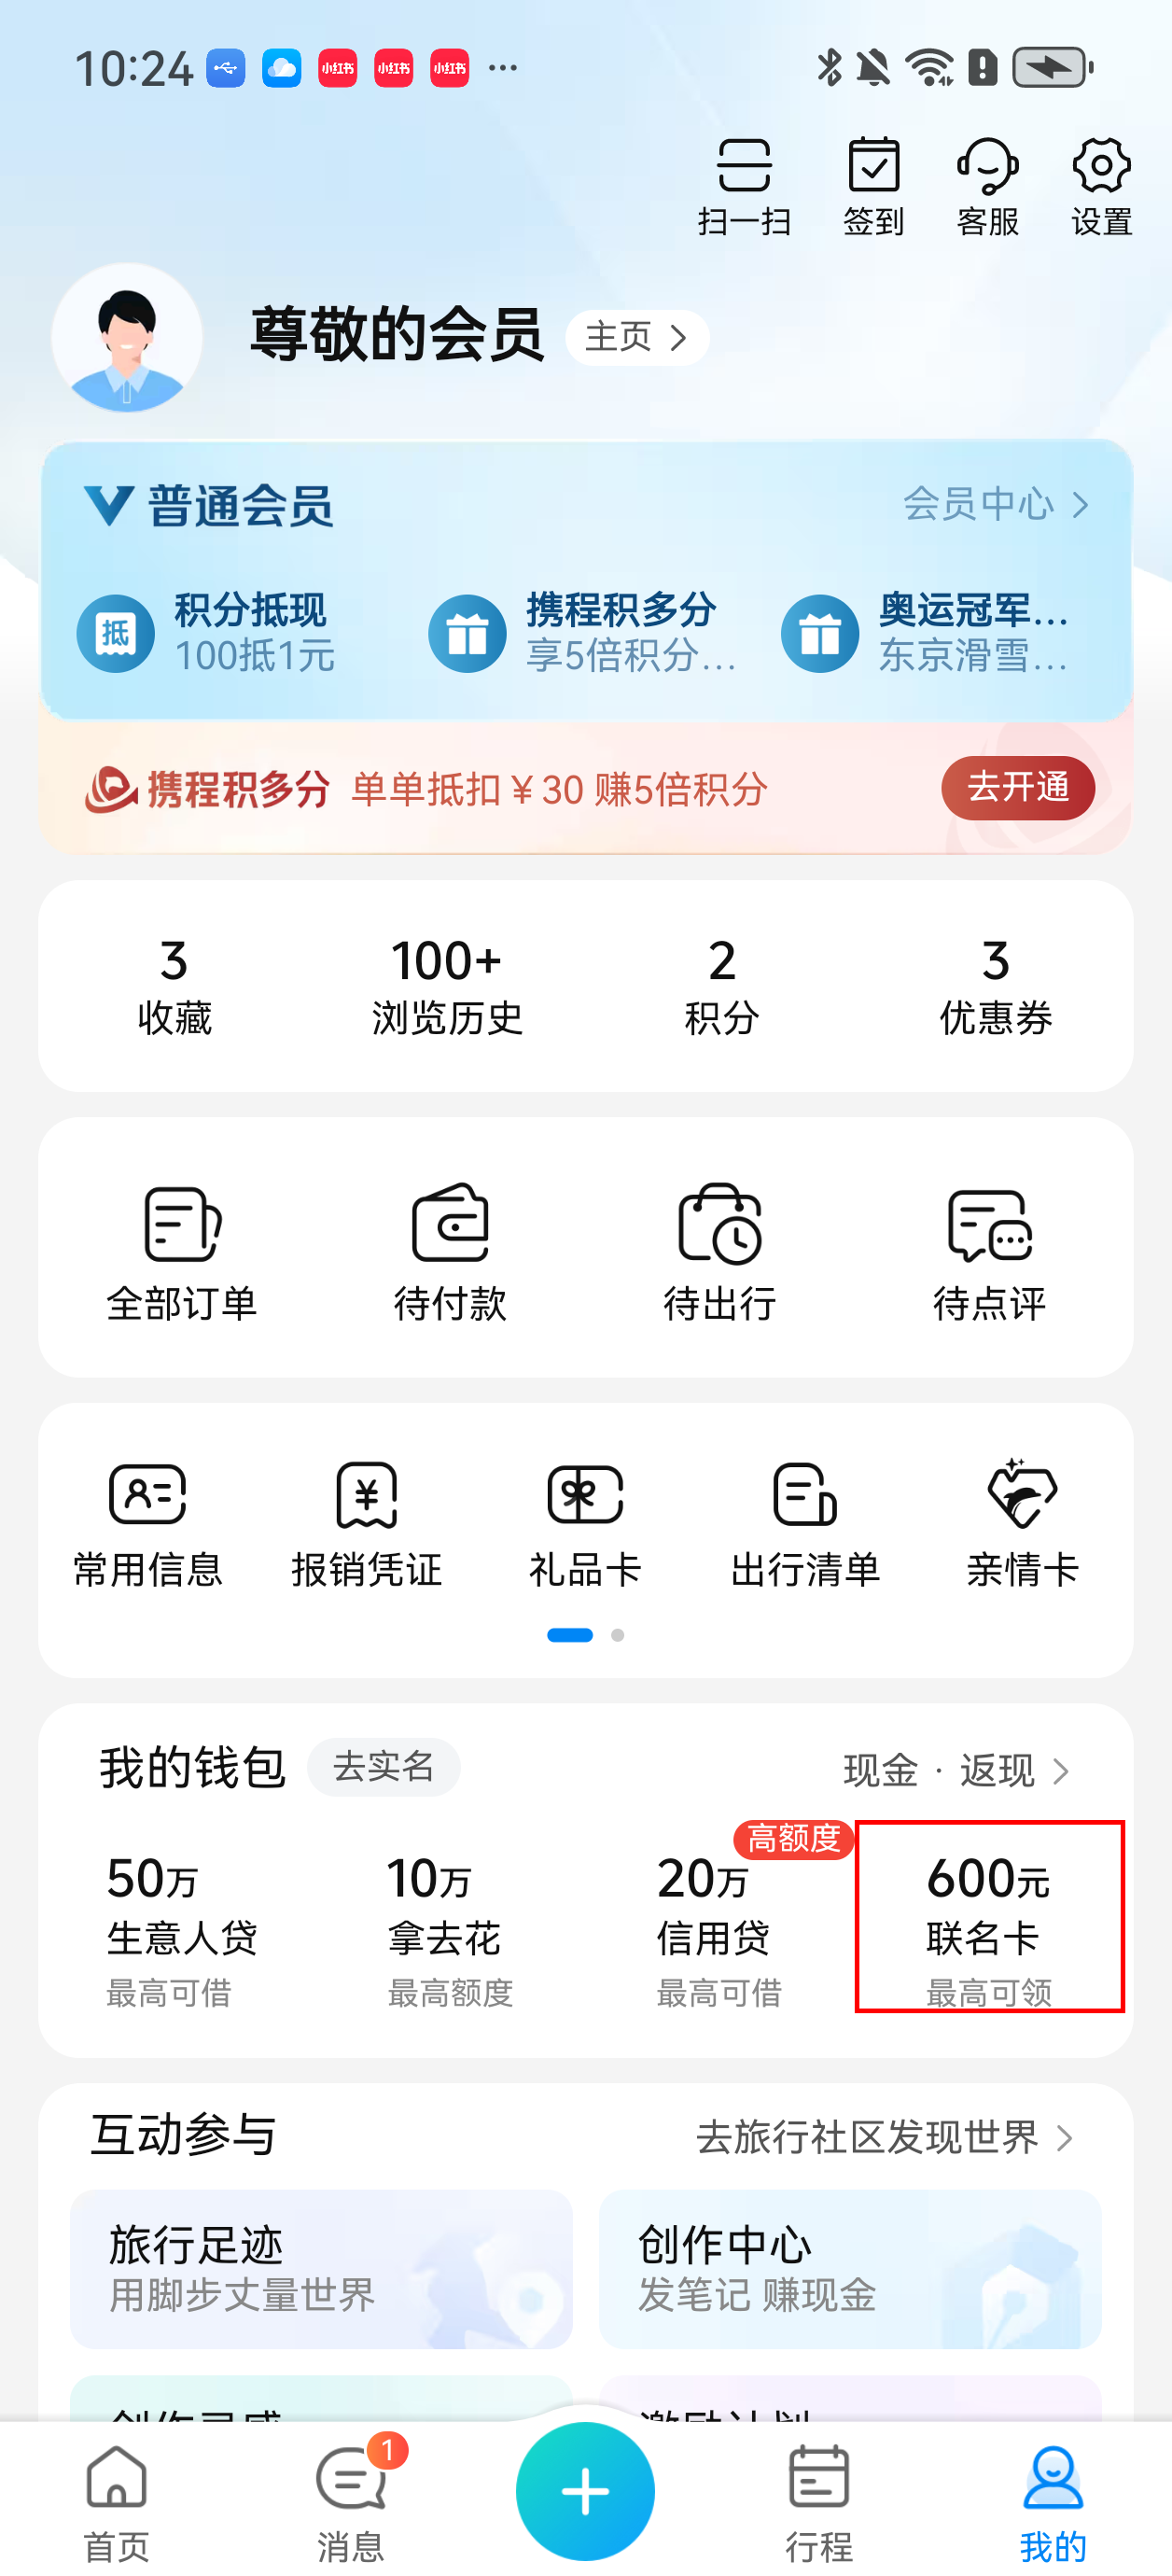 10:24 小红书 小红书 小红书 ···
扫一扫 签到 客服 设置
尊敬的会员 主页
普通会员 会员中心
抵 积分抵现 携程积多分 奥运冠军...
100抵1元 享5倍积分... 东京滑雪...
携程积多分 单单抵扣￥30 赚5倍积分 去开通
3 100+ 2 3
收藏 浏览历史 积分 优惠券
全部订单 待付款 待出行 待点评
常用信息 报销凭证 礼品卡 出行清单 亲情卡
我的钱包 去实名 现金 · 返现
高额度
50万 10万 20万 600元
生意人贷 拿去花 信用贷 联名卡
最高可借 最高额度 最高可借 最高可领
互动参与 去旅行社区发现世界
旅行足迹 创作中心
用脚步丈量世界 发笔记 赚现金
创作灵感 激励计划
1
首页 消息 行程 我的